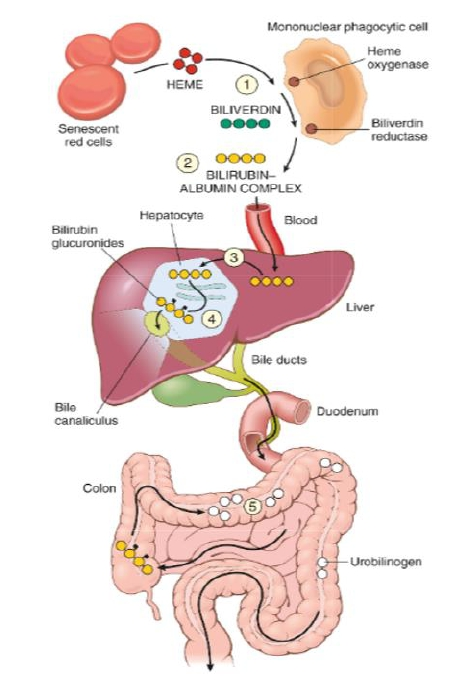 Mononuclear phagocytic cell
Heme
oxygenase
HEME
1
BILIVERDIN
Senescent
red cells
Biliverdin
reductase
2
BILIRUBIN–
ALBUMIN COMPLEX
Hepatocyte
Blood
Bilirubin
glucuronides
3
4
Liver
Bile ducts
Bile
canaliculus
Duodenum
Colon
5
Urobilinogen